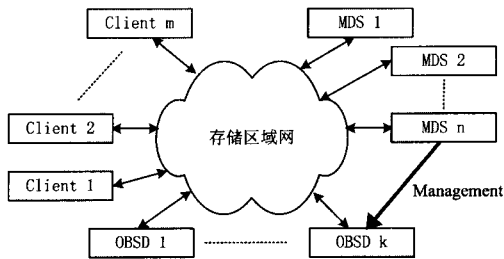 Client m
MDS 1
MDS 2
Client 2
存储区域网
MDS n
Client 1
Management
OBSD 1
OBSD k